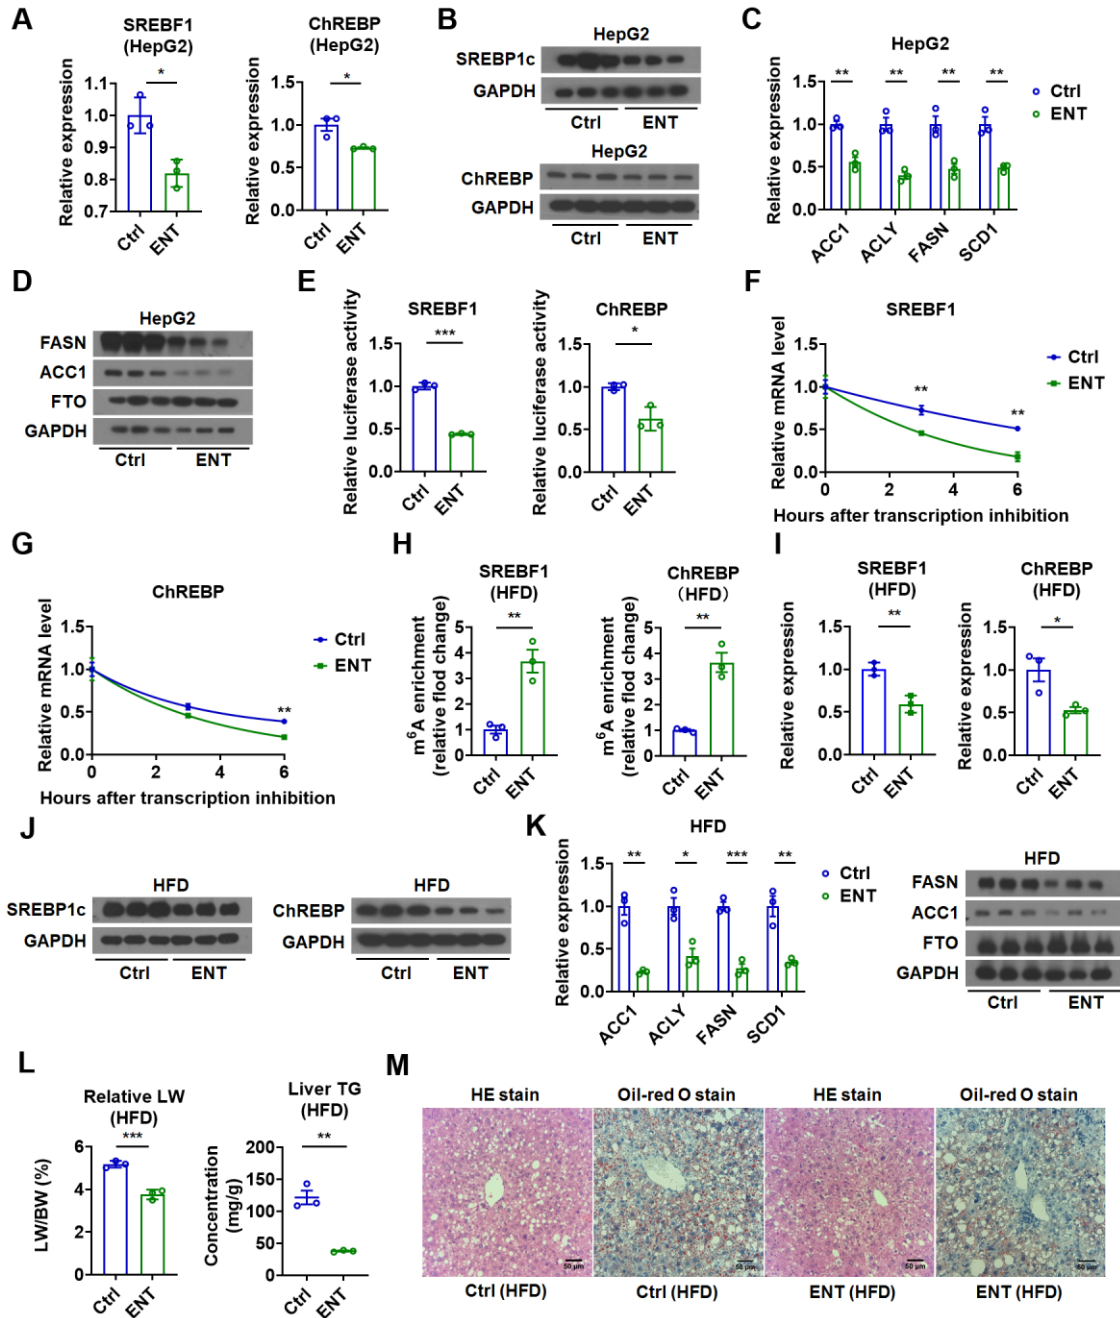 A
SREBF1
(HepG2)
Relative expression
1.1
1.0
0.9
0.8
0.7
*
Ctrl
ENT
ChREBP
(HepG2)
Relative expression
1.5
1.0
0.5
0.0
*
Ctrl
ENT
B
HepG2
SREBP1c
GAPDH
Ctrl ENT
HepG2
ChREBP
GAPDH
Ctrl ENT
C
HepG2
Relative expression
1.5
1.0
0.5
0.0
** ** ** **
ACC1 ACLY FASN SCD1
Ctrl
ENT
D
HepG2
FASN
ACC1
FTO
GAPDH
Ctrl ENT
E
SREBF1
Relative luciferase activity
1.5
1.0
0.5
0.0
***
Ctrl
ENT
ChREBP
Relative luciferase activity
1.5
1.0
0.5
0.0
*
Ctrl
ENT
F
SREBF1
Relative mRNA level
1.5
1.0
0.5
0.0
** **
0 2 4 6
Hours after transcription inhibition
Ctrl
ENT
G
ChREBP
Relative mRNA level
1.5
1.0
0.5
0.0
**
0 2 4 6
Hours after transcription inhibition
Ctrl
ENT
H
SREBF1
(HFD)
m⁶A enrichment
(relative flod change)
5
4
3
2
1
0
**
Ctrl
ENT
ChREBP
（HFD）
m⁶A enrichment
(relative flod change)
5
4
3
2
1
0
**
Ctrl
ENT
I
SREBF1
(HFD)
Relative expression
1.5
1.0
0.5
0.0
**
Ctrl
ENT
ChREBP
(HFD)
Relative expression
1.5
1.0
0.5
0.0
*
Ctrl
ENT
J
HFD
SREBP1c
GAPDH
Ctrl ENT
HFD
ChREBP
GAPDH
Ctrl ENT
K
HFD
Relative expression
1.5
1.0
0.5
0.0
** * *** **
ACC1 ACLY FASN SCD1
Ctrl
ENT
HFD
FASN
ACC1
FTO
GAPDH
Ctrl ENT
L
Relative LW
(HFD)
LW/BW (%)
6
4
2
0
***
Ctrl
ENT
Liver TG
(HFD)
Concentration
(mg/g)
200
150
100
50
0
**
Ctrl
ENT
M
HE stain Oil-red O stain HE stain Oil-red O stain
50 μm 50 μm 50 μm 50 μm
Ctrl (HFD) Ctrl (HFD) ENT (HFD) ENT (HFD)